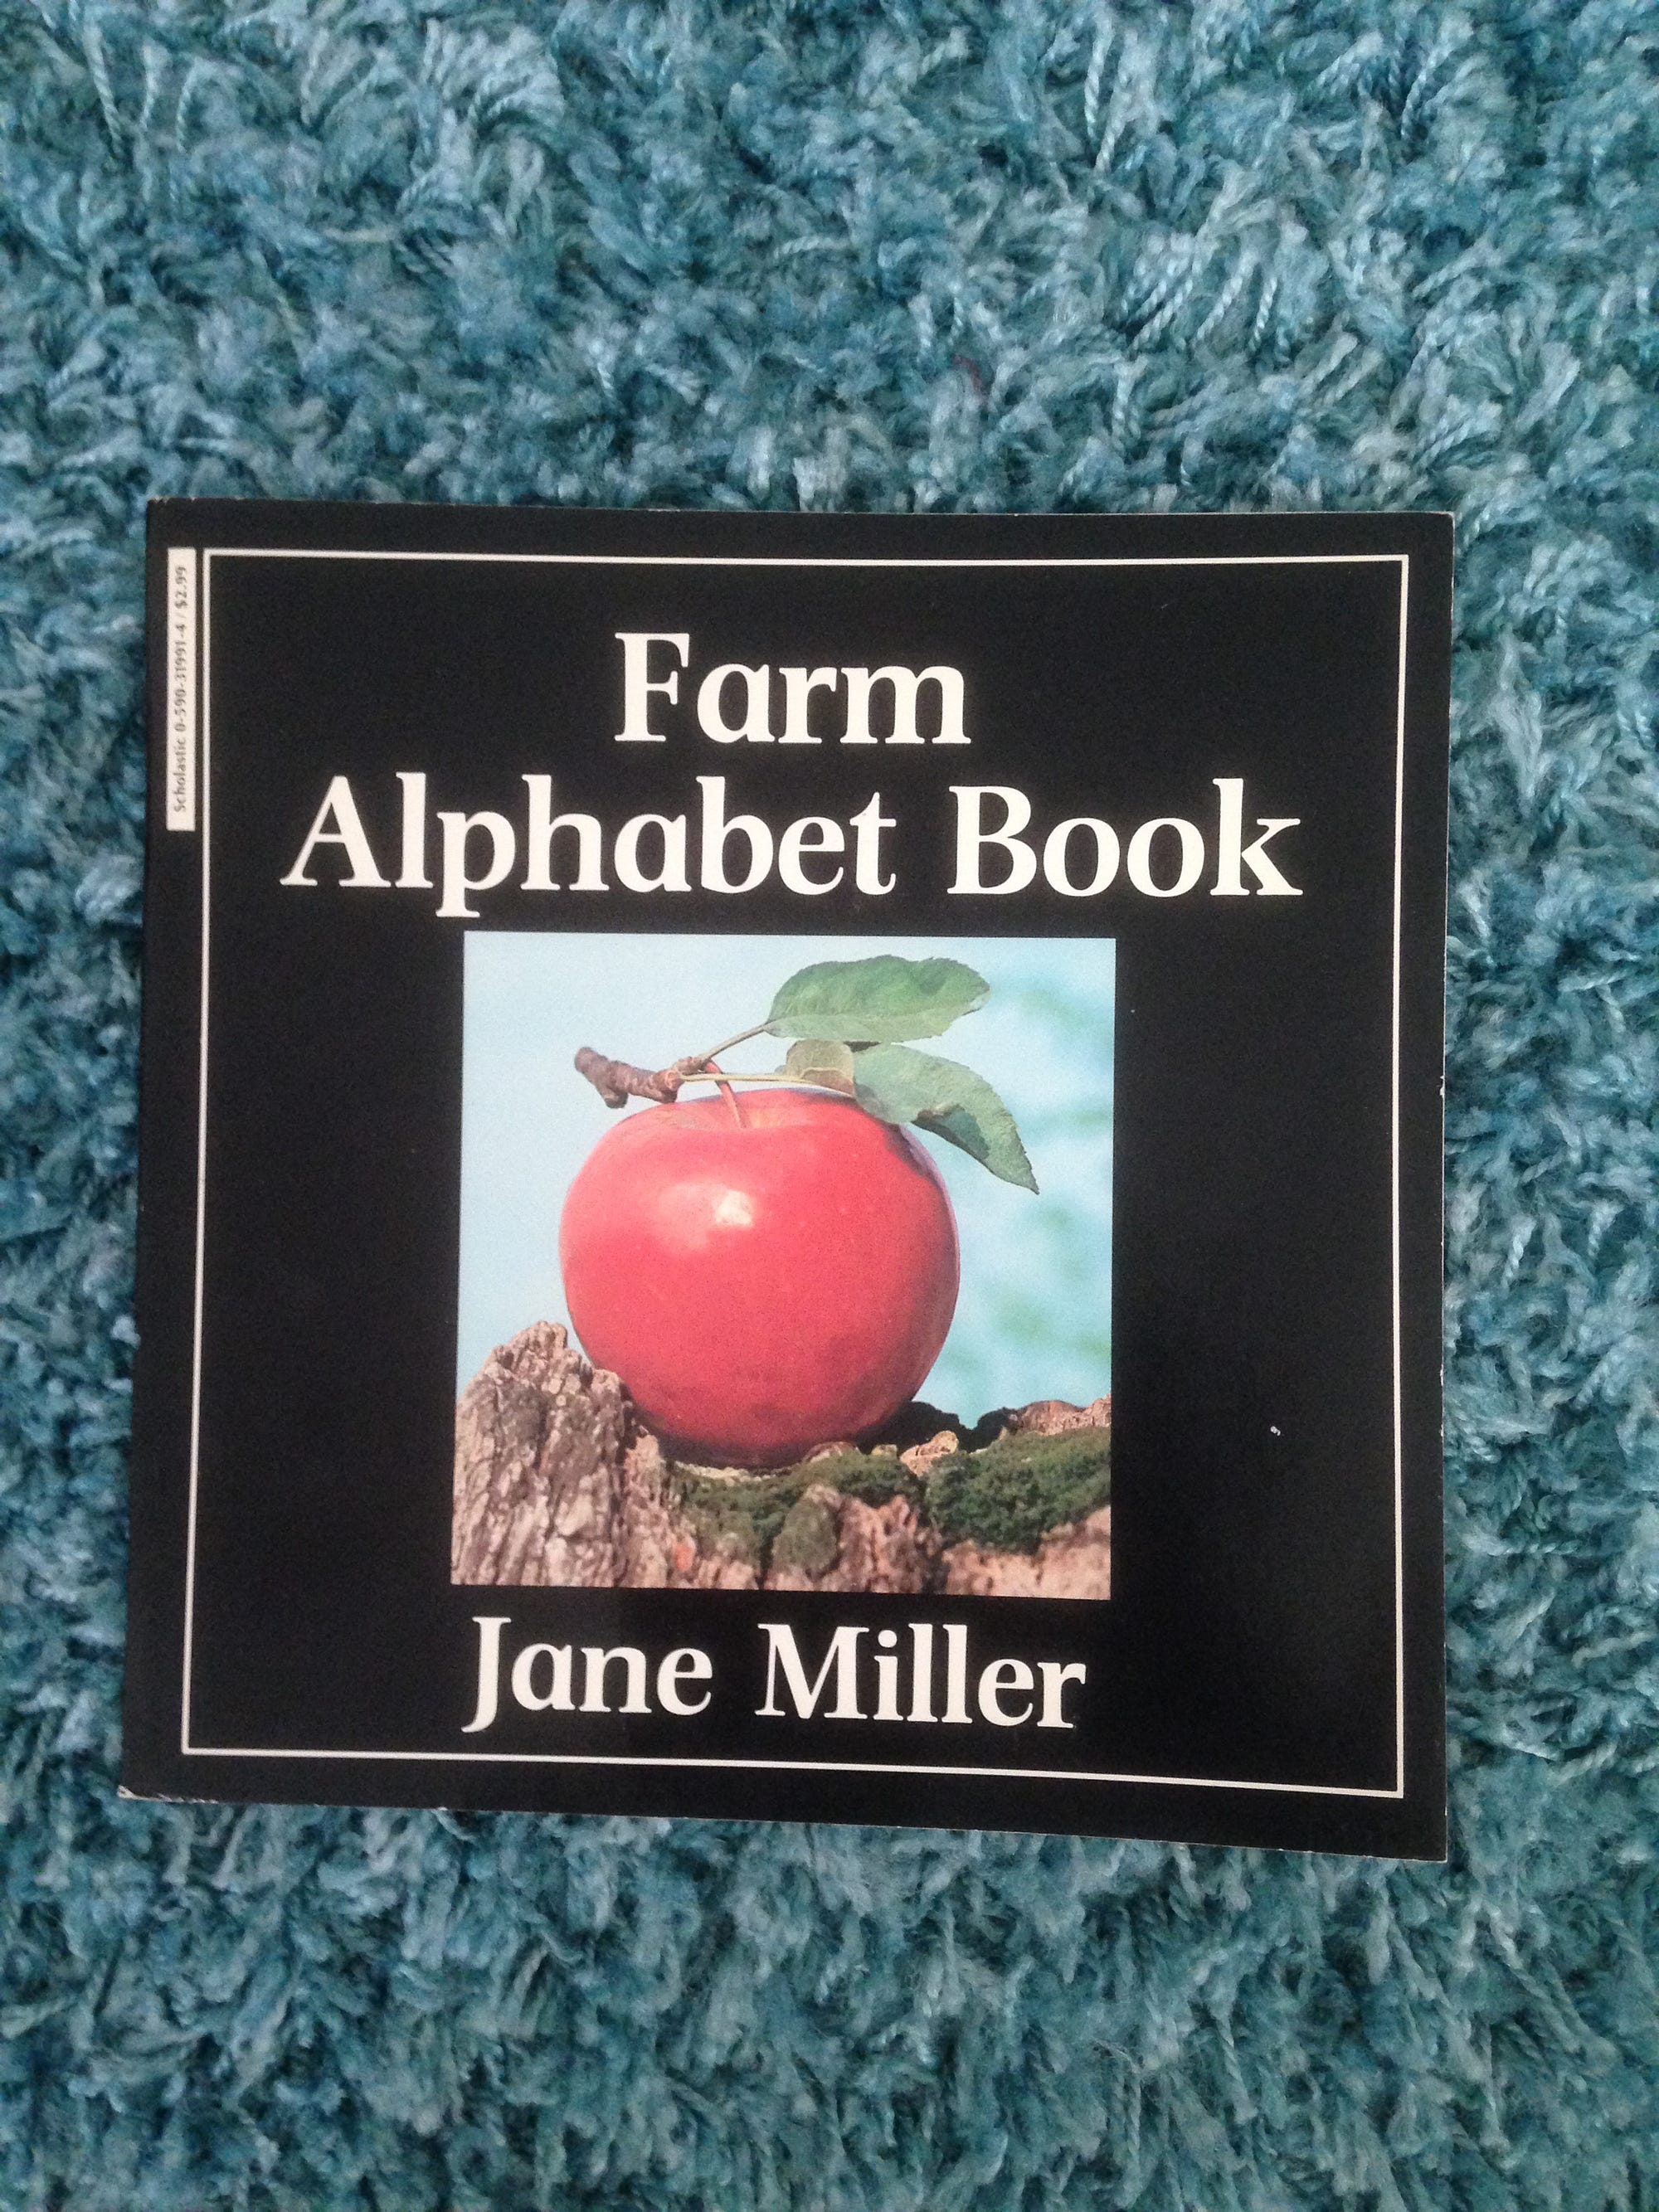 Scholastic 0-590-31991-4 / $2.99
Farm
Alphabet Book
Jane Miller